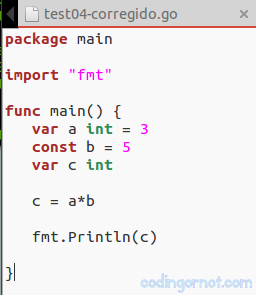 test04-corregido.go
package main
import "fmt"
func main() {
var a int = 3
const b = 5
var c int
c = a*b
fmt.Println(c)
}
codingornot.com